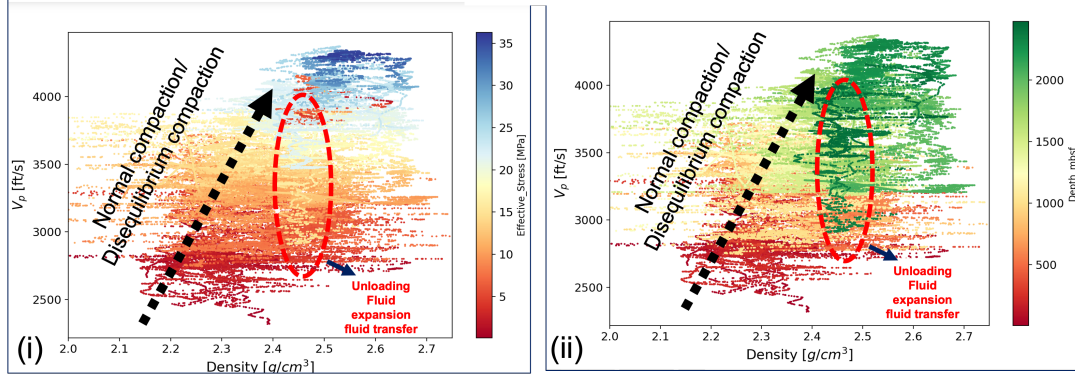 Normal compaction/
Disequilibrium compaction
4000
3500
3000
2500
V_p [ft/s]
2.0 2.1 2.2 2.3 2.4 2.5 2.6 2.7
Density [g/cm³]
Unloading
Fluid
expansion
fluid transfer
35
30
25
20
15
10
5
Effective_Stress [MPa]
(i)
Normal compaction/
Disequilibrium compaction
4000
3500
3000
2500
V_p [ft/s]
2.0 2.1 2.2 2.3 2.4 2.5 2.6 2.7
Density [g/cm³]
Unloading
Fluid
expansion
fluid transfer
2000
1500
1000
500
Depth_mbsf
(ii)